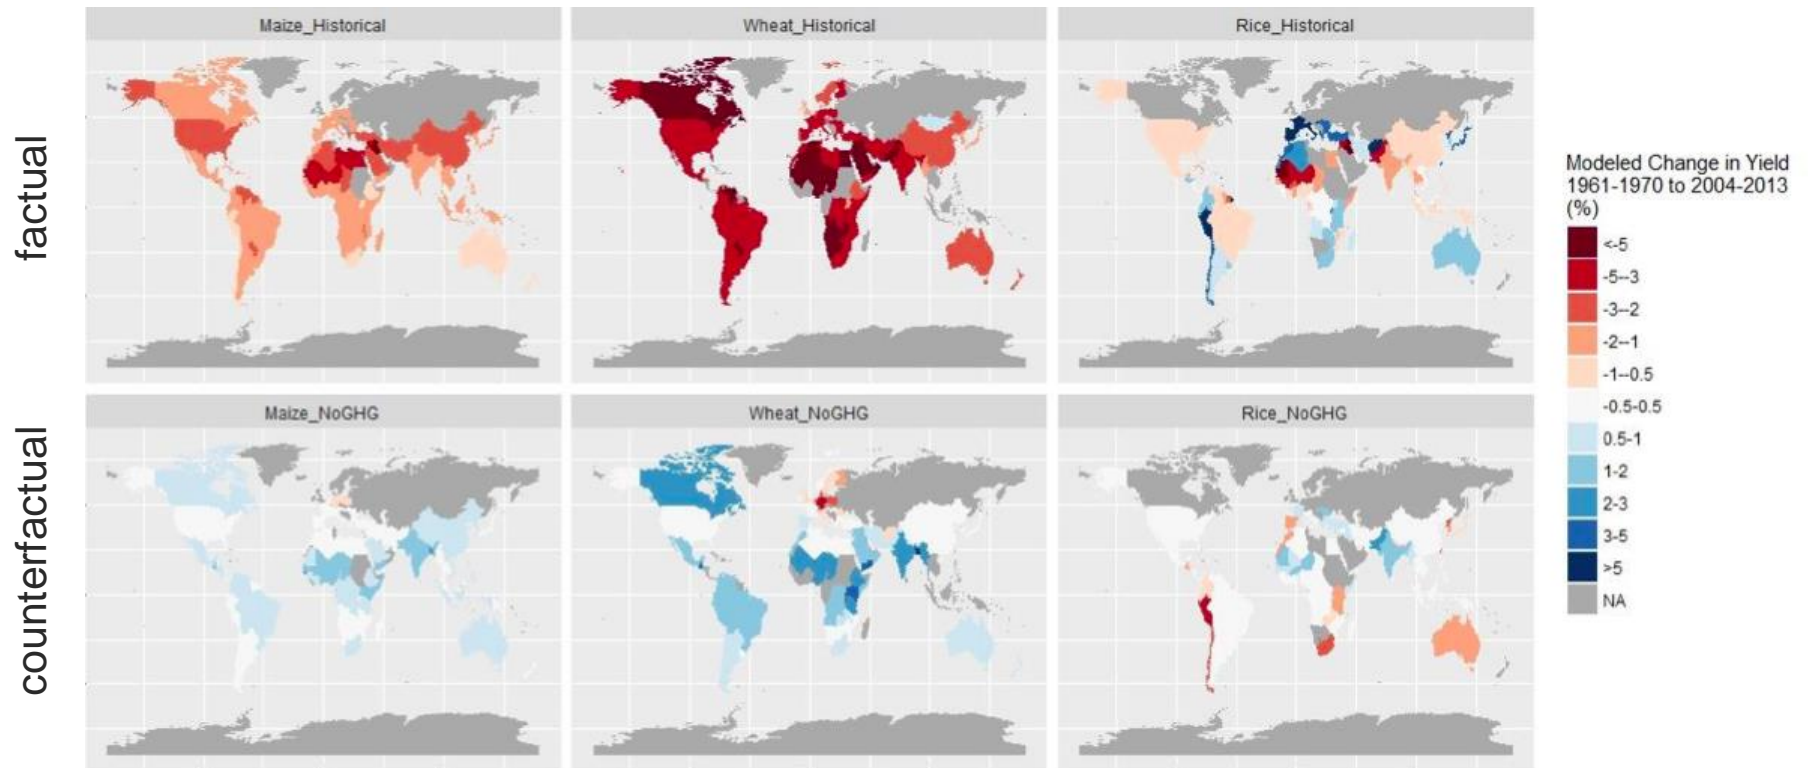 factual
Maize_Historical
Wheat_Historical
Rice_Historical
counterfactual
Maize_NoGHG
Wheat_NoGHG
Rice_NoGHG
Modeled Change in Yield
1961-1970 to 2004-2013
(%)
<-5
-5--3
-3--2
-2--1
-1--0.5
-0.5-0.5
0.5-1
1-2
2-3
3-5
>5
NA